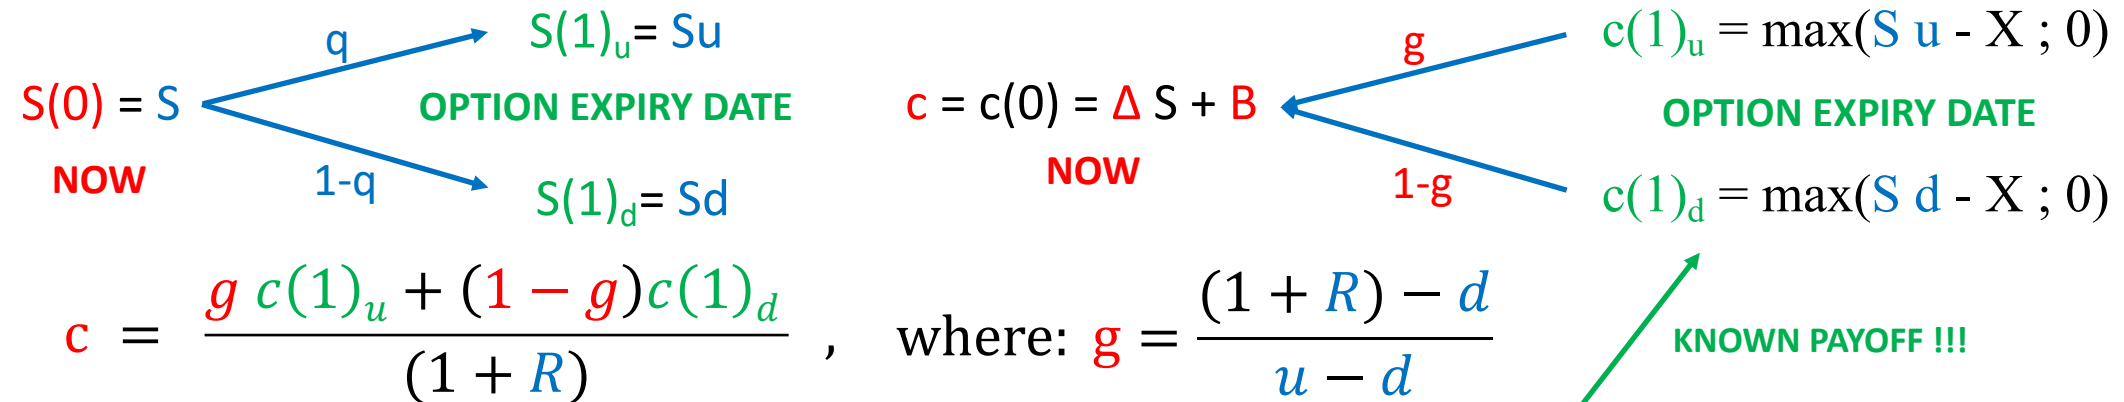 S(0) = S
NOW
q
1-q
S(1)u= Su
OPTION EXPIRY DATE
S(1)d= Sd
c = c(0) = Δ S + B
NOW
g
1-g
c(1)u = max(S u - X ; 0)
OPTION EXPIRY DATE
c(1)d = max(S d - X ; 0)
c = (g c(1)u + (1 − g)c(1)d) / (1 + R) , where: g = ((1 + R) − d) / (u − d)
KNOWN PAYOFF !!!